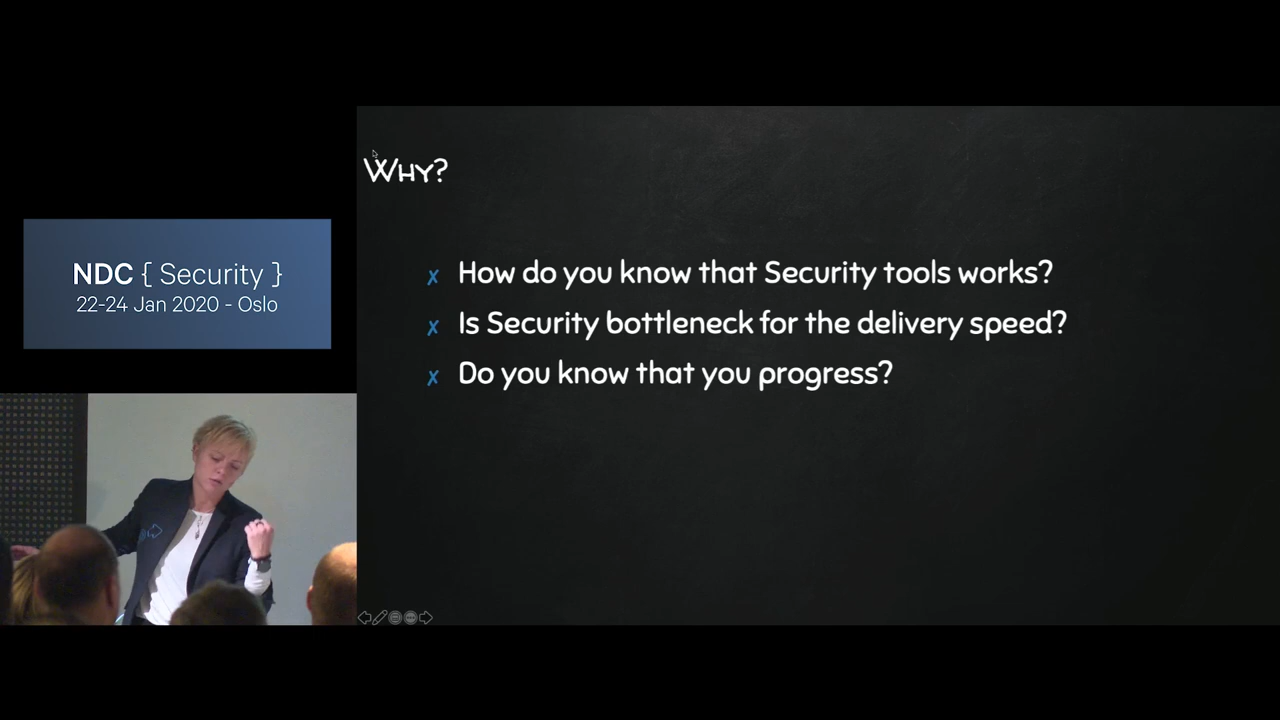 NDC { Security }
22-24 Jan 2020 - Oslo
Why?
How do you know that Security tools works?
Is Security bottleneck for the delivery speed?
Do you know that you progress?